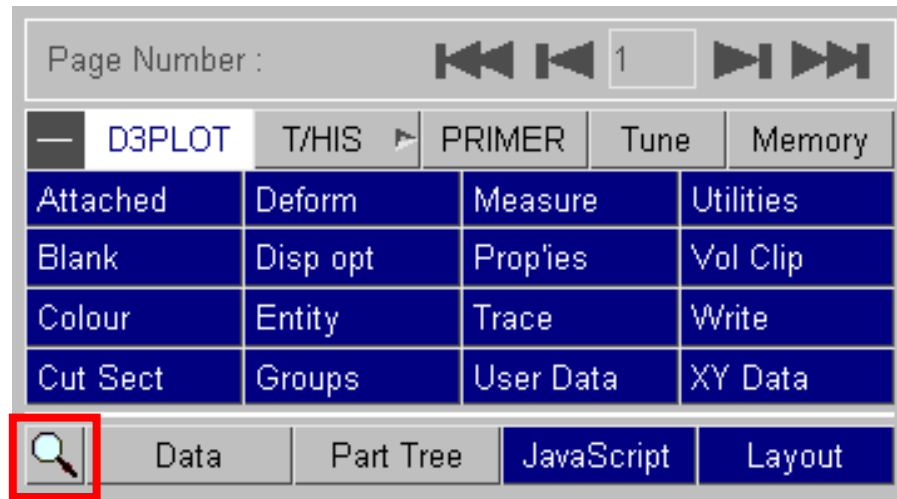 Page Number : 1
D3PLOT T/HIS PRIMER Tune Memory
Attached Deform Measure Utilities
Blank Disp opt Prop'ies Vol Clip
Colour Entity Trace Write
Cut Sect Groups User Data XY Data
Data Part Tree JavaScript Layout